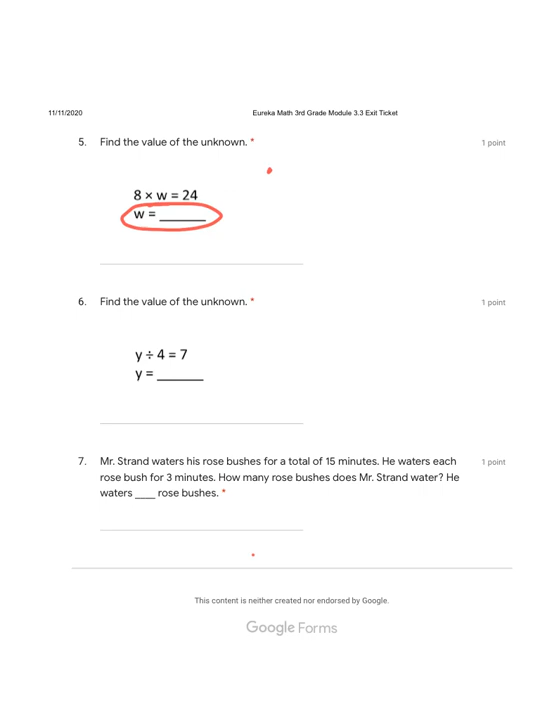 11/11/2020 Eureka Math 3rd Grade Module 3.3 Exit Ticket
5. Find the value of the unknown. * 1 point
8 × w = 24
w = ______
6. Find the value of the unknown. * 1 point
y ÷ 4 = 7
y = ______
7. Mr. Strand waters his rose bushes for a total of 15 minutes. He waters each 1 point
rose bush for 3 minutes. How many rose bushes does Mr. Strand water? He
waters ____ rose bushes. *
This content is neither created nor endorsed by Google.
Google Forms